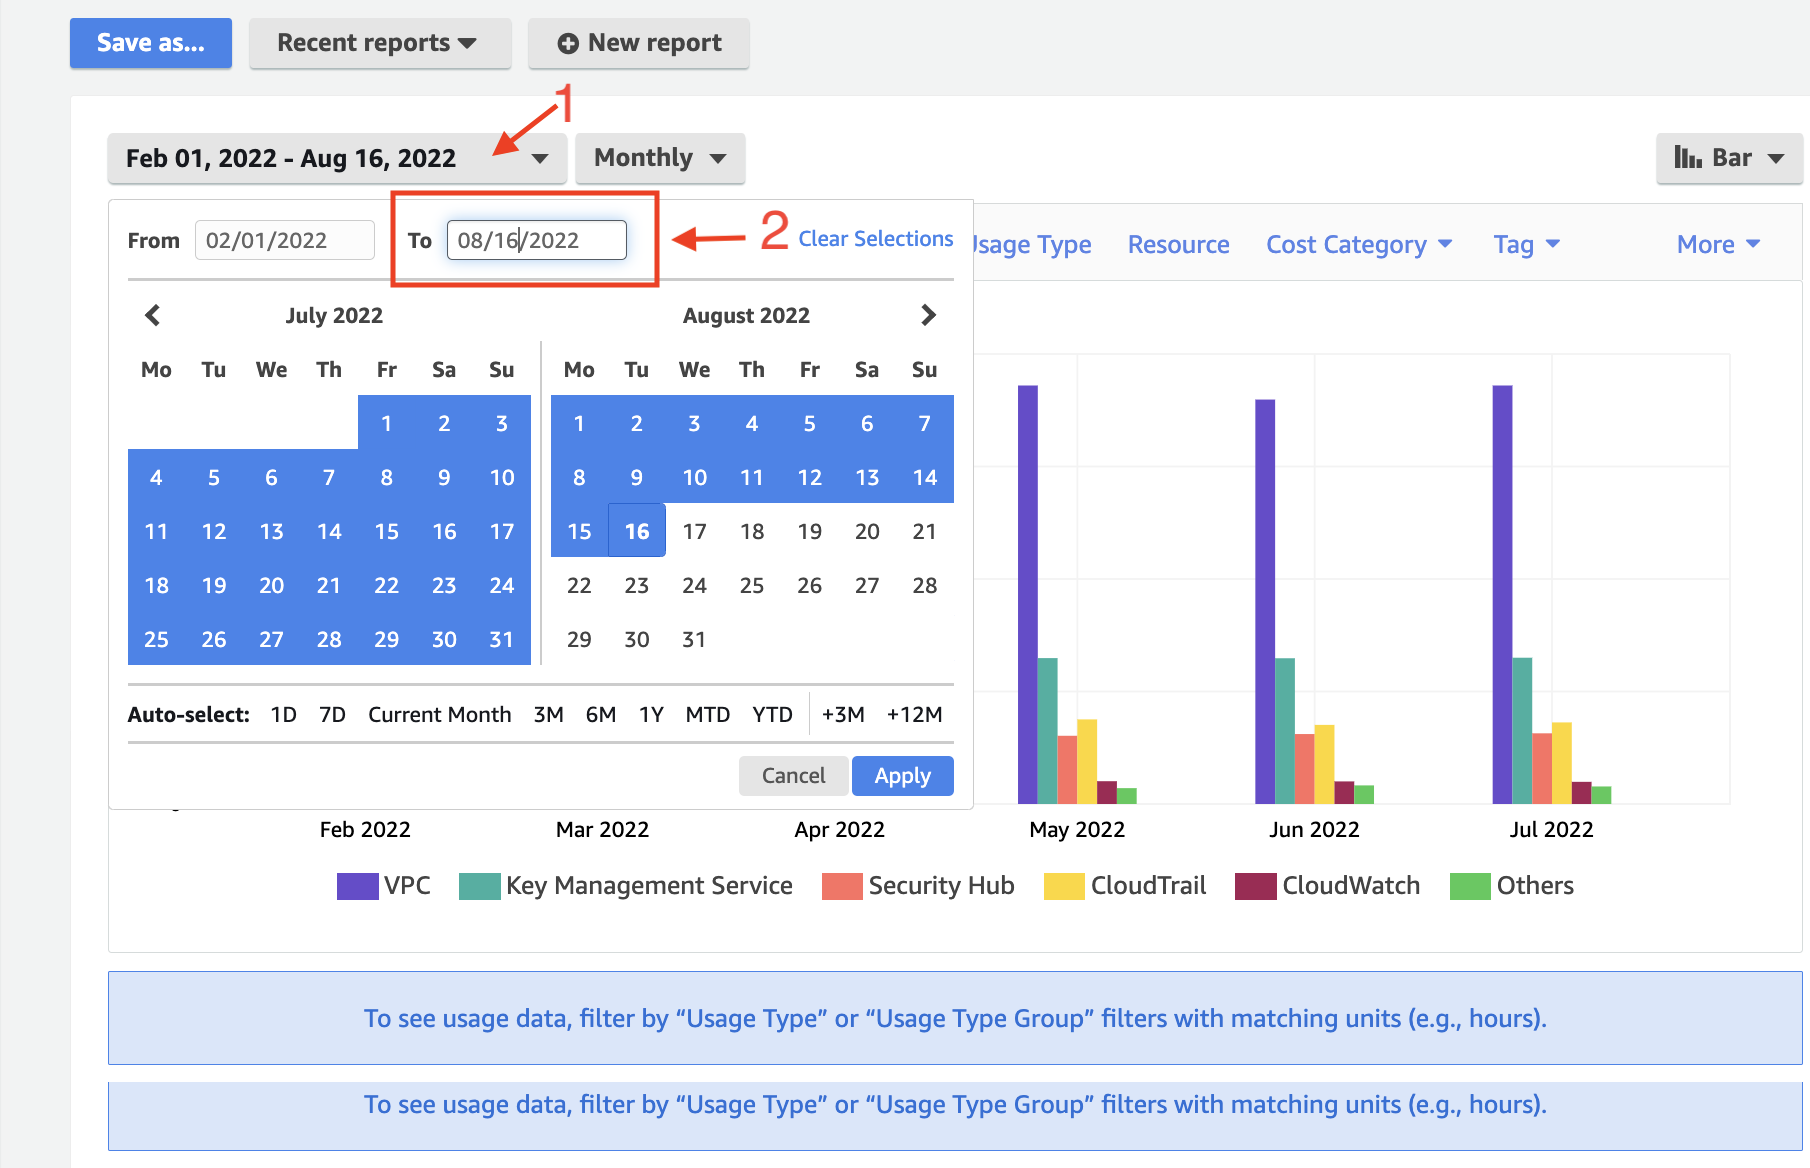 Save as...
Recent reports
New report
1
Feb 01, 2022 - Aug 16, 2022
Monthly
Bar
From 02/01/2022 To 08/16/2022
2
Clear Selections
Usage Type
Resource
Cost Category
Tag
More
July 2022
August 2022
Mo Tu We Th Fr Sa Su
1 2 3
4 5 6 7 8 9 10
11 12 13 14 15 16 17
18 19 20 21 22 23 24
25 26 27 28 29 30 31
Mo Tu We Th Fr Sa Su
1 2 3 4 5 6 7
8 9 10 11 12 13 14
15 16 17 18 19 20 21
22 23 24 25 26 27 28
29 30 31
Auto-select: 1D 7D Current Month 3M 6M 1Y MTD YTD +3M +12M
Cancel
Apply
Feb 2022 Mar 2022 Apr 2022 May 2022 Jun 2022 Jul 2022
VPC Key Management Service Security Hub CloudTrail CloudWatch Others
To see usage data, filter by “Usage Type” or “Usage Type Group” filters with matching units (e.g., hours).
To see usage data, filter by “Usage Type” or “Usage Type Group” filters with matching units (e.g., hours).